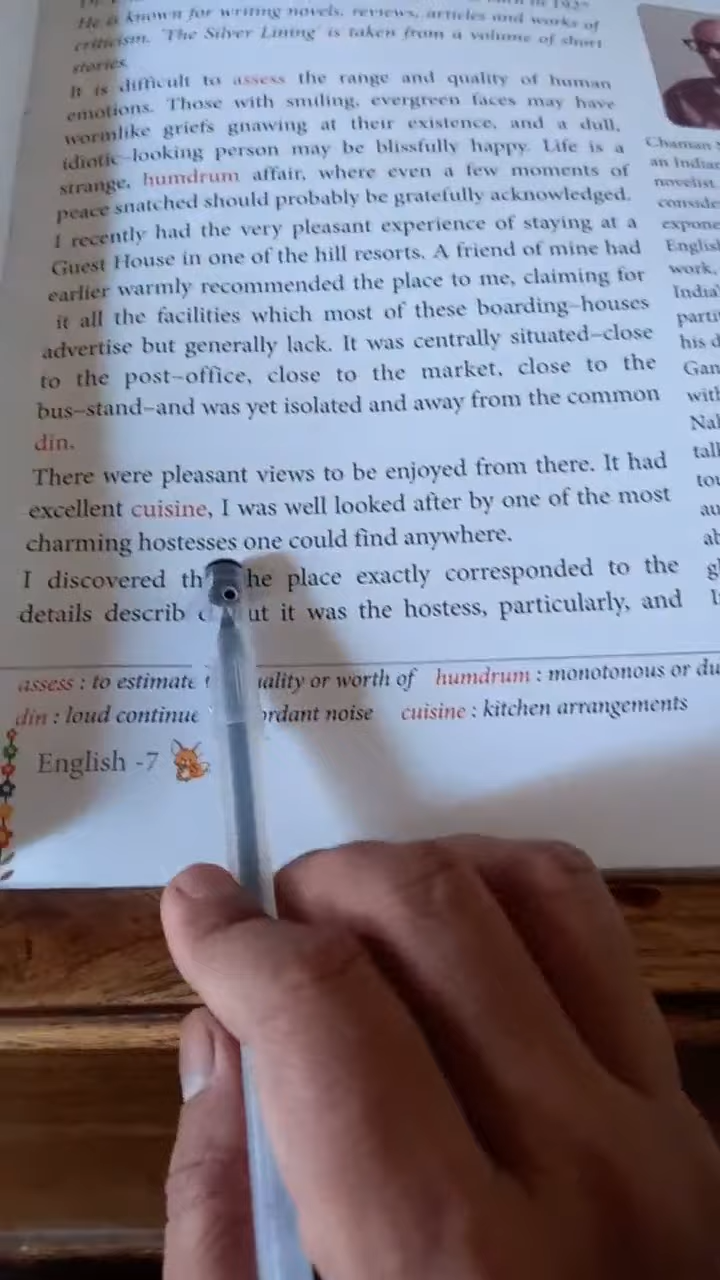 He is known for writing novels, reviews, articles and works of
criticism. 'The Silver Lining' is taken from a volume of short
stories.
It is difficult to assess the range and quality of human
emotions. Those with smiling, evergreen faces may have
wormlike griefs gnawing at their existence, and a dull,
idiotic-looking person may be blissfully happy. Life is a
strange, humdrum affair, where even a few moments of
peace snatched should probably be gratefully acknowledged.
I recently had the very pleasant experience of staying at a
Guest House in one of the hill resorts. A friend of mine had
earlier warmly recommended the place to me, claiming for
it all the facilities which most of these boarding-houses
advertise but generally lack. It was centrally situated-close
to the post-office, close to the market, close to the
bus-stand-and was yet isolated and away from the common
din.
There were pleasant views to be enjoyed from there. It had
excellent cuisine, I was well looked after by one of the most
charming hostesses one could find anywhere.
I discovered the place exactly corresponded to the
details it was the hostess, particularly, and
assess : to estimate or worth of humdrum : monotonous or
din : loud noise cuisine : kitchen arrangements
English -7
Chaman
an Indian
novelist
English
work,
his
with